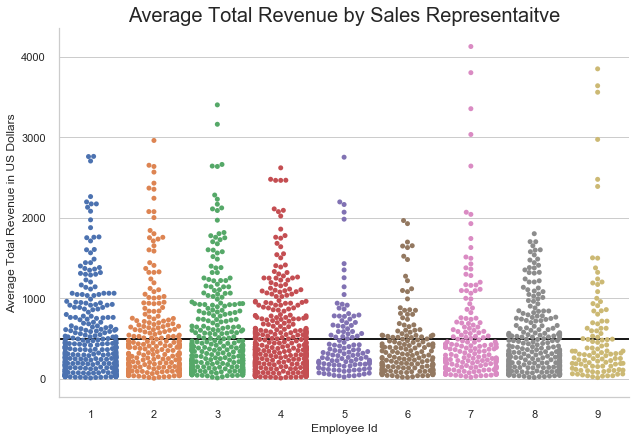 Average Total Revenue by Sales Representaitve
Average Total Revenue in US Dollars
4000
3000
2000
1000
0
1 2 3 4 5 6 7 8 9
Employee Id